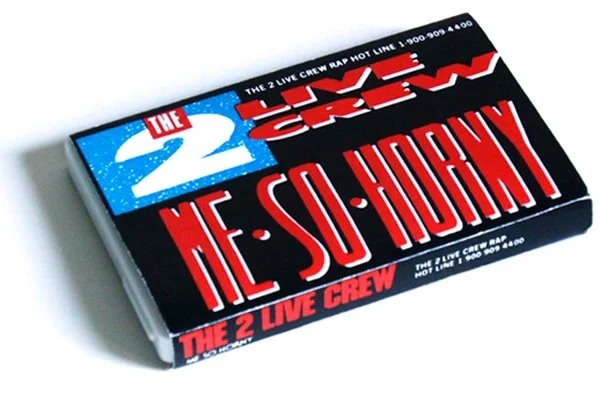 THE 2 LIVE CREW RAP HOT LINE 1-900-909-4400
THE
2
LIVE
CREW
ME·SO·HORNY
THE 2 LIVE CREW
ME SO HORNY
THE 2 LIVE CREW RAP
HOT LINE 1 900 909 4400